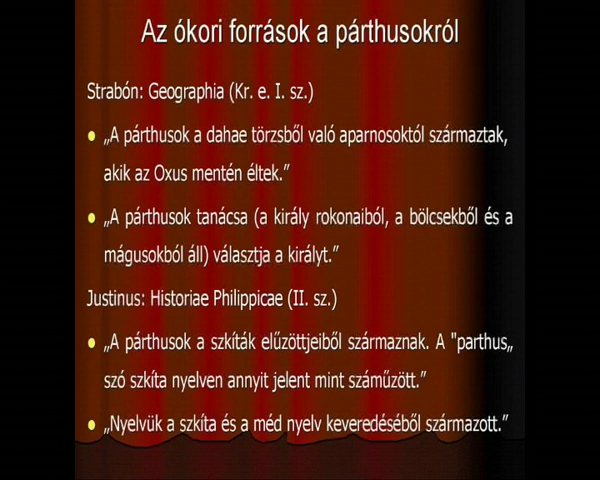 Az ókori források a párthusokról
Strabón: Geographia (Kr. e. I. sz.)
• „A párthusok a dahae törzsből való aparnosoktól származtak,
akik az Oxus mentén éltek.”
• „A párthusok tanácsa (a király rokonaiból, a bölcsekből és a
mágusokból áll) választja a királyt.”
Justinus: Historiae Philippicae (II. sz.)
• „A párthusok a szkíták elűzöttjeiből származnak. A "parthus„
szó szkíta nyelven annyit jelent mint száműzött.”
• „Nyelvük a szkíta és a méd nyelv keveredéséből származott.”